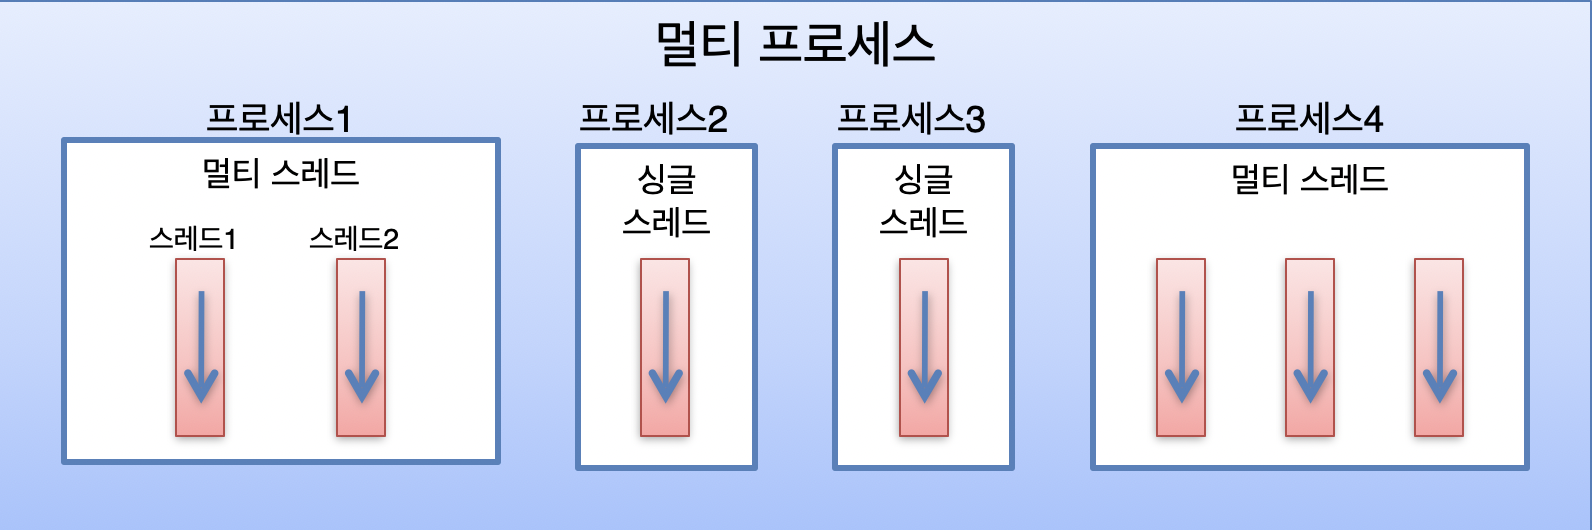 멀티 프로세스
프로세스1
프로세스2
프로세스3
프로세스4
멀티 스레드
스레드1
스레드2
싱글
스레드
싱글
스레드
멀티 스레드